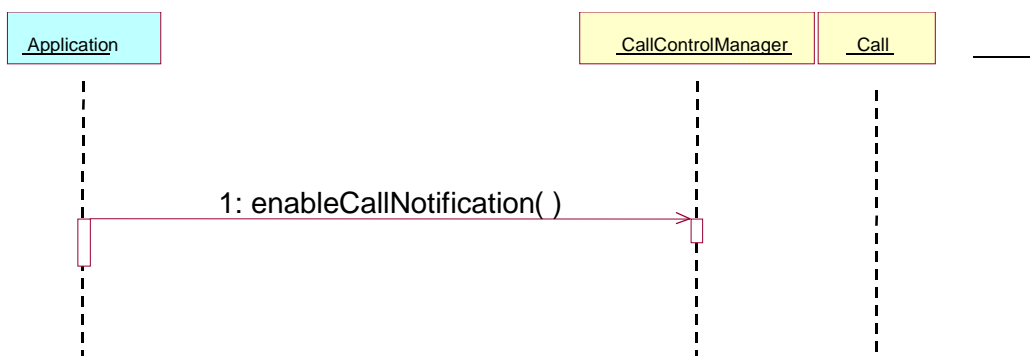 Application
CallControlManager
Call
1: enableCallNotification( )